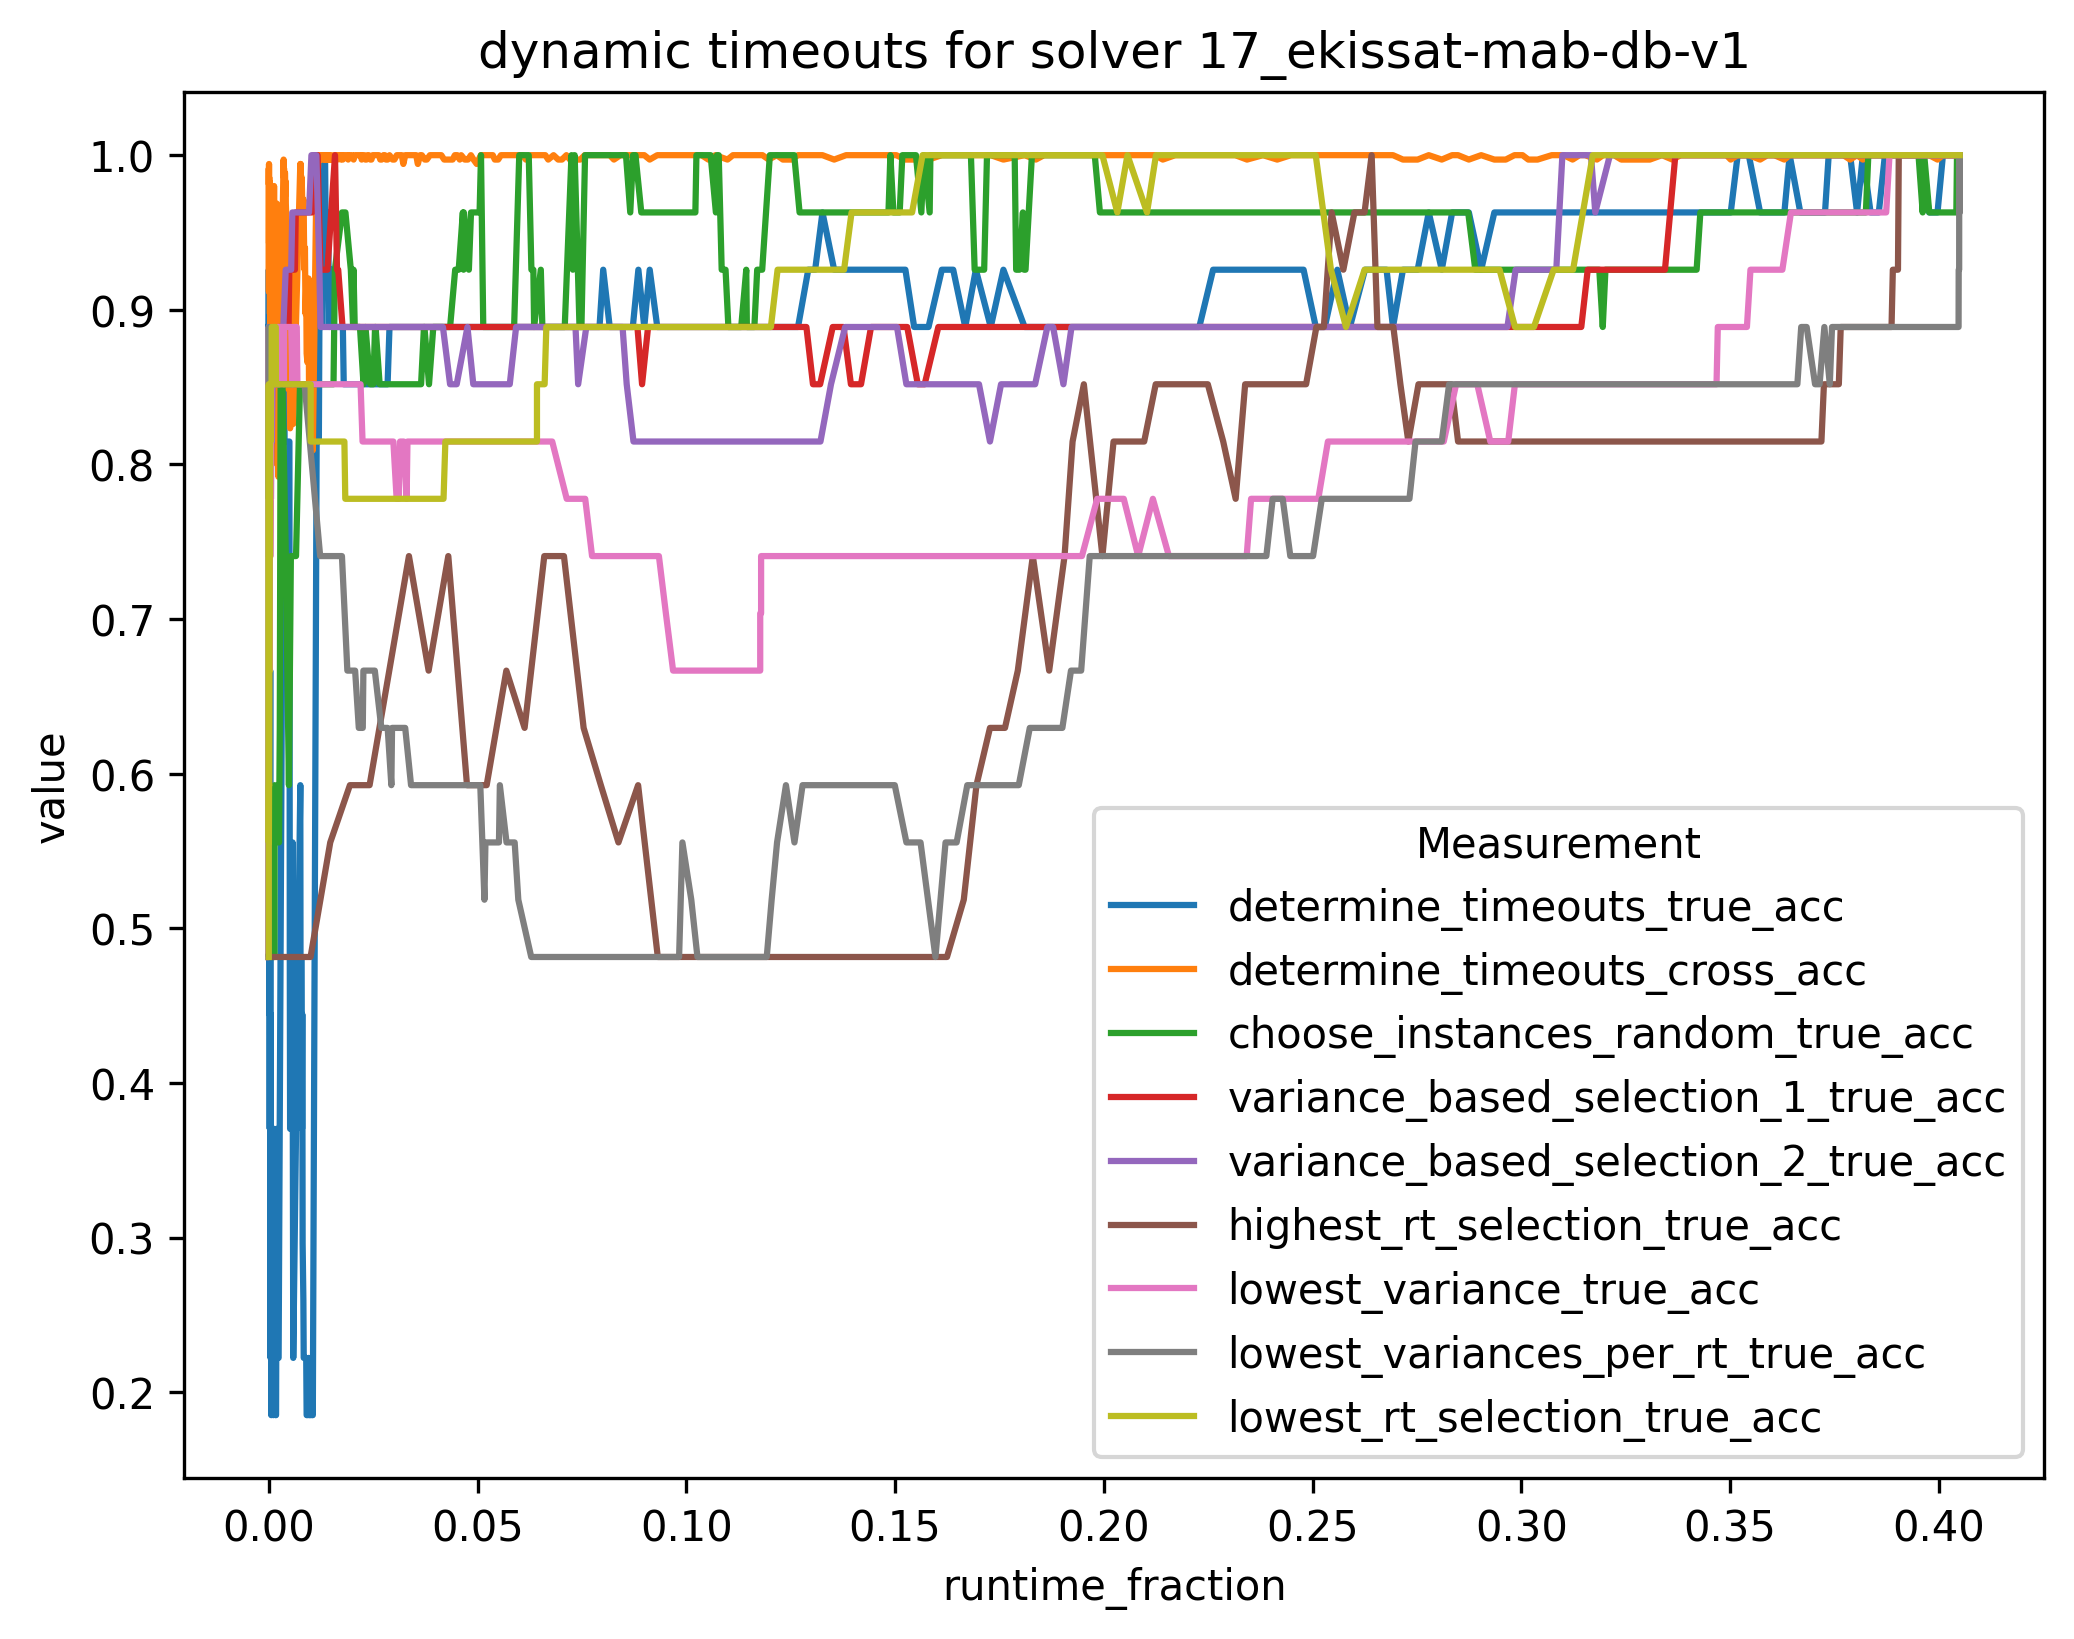 dynamic timeouts for solver 17_ekissat-mab-db-v1
value
1.0
0.9
0.8
0.7
0.6
0.5
0.4
0.3
0.2
Measurement
determine_timeouts_true_acc
determine_timeouts_cross_acc
choose_instances_random_true_acc
variance_based_selection_1_true_acc
variance_based_selection_2_true_acc
highest_rt_selection_true_acc
lowest_variance_true_acc
lowest_variances_per_rt_true_acc
lowest_rt_selection_true_acc
0.00 0.05 0.10 0.15 0.20 0.25 0.30 0.35 0.40
runtime_fraction